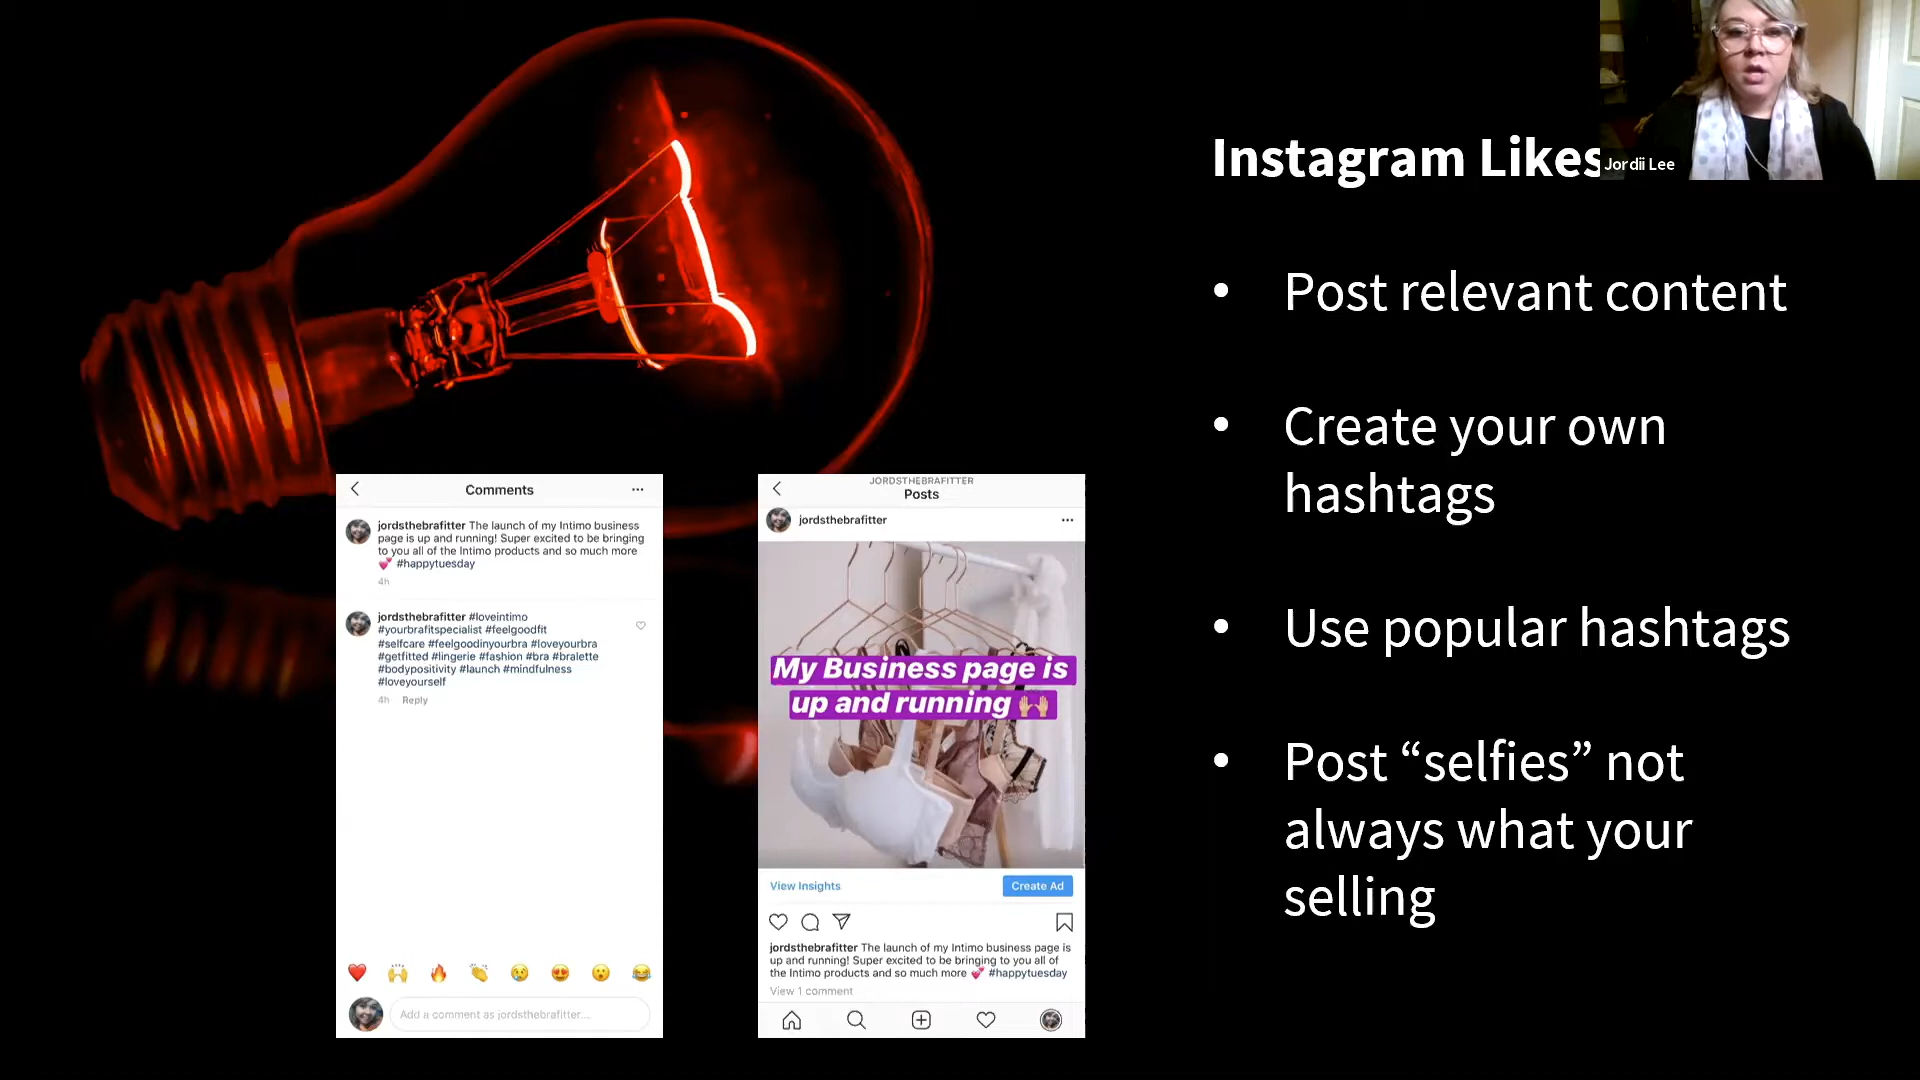 Instagram Likes
Jordii Lee
• Post relevant content
• Create your own
hashtags
• Use popular hashtags
• Post “selfies” not
always what your
selling
Comments
jordsthebrafitter The launch of my Intimo business
page is up and running! Super excited to be bringing
to you all of the Intimo products and so much more
💕 #happytuesday
4h
jordsthebrafitter #loveintimo
#yourbrafitspecialist #feelgoodfit
#selfcare #feelgoodinyourbra #loveyourbra
#getfitted #lingerie #fashion #bra #bralette
#bodypositivity #launch #mindfulness
#loveyourself
4h Reply
Add a comment as jordsthebrafitter...
JORDSTHEBRAFITTER
Posts
jordsthebrafitter
My Business page is
up and running 🙌🏼
View Insights
Create Ad
jordsthebrafitter The launch of my Intimo business page is
up and running! Super excited to be bringing to you all of
the Intimo products and so much more 💕 #happytuesday
View 1 comment